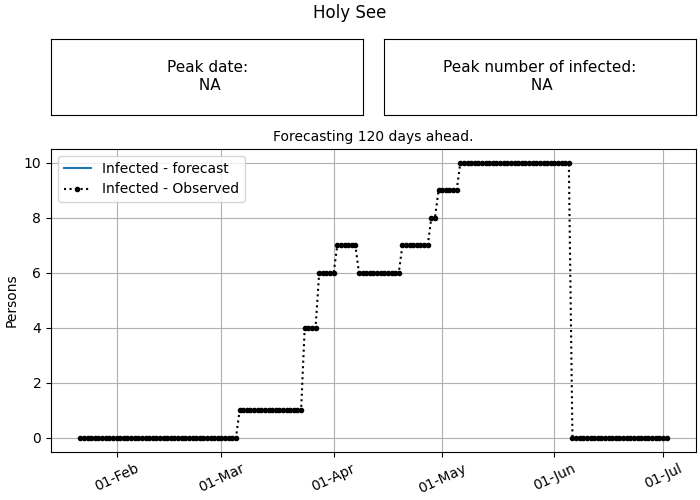 Holy See
Peak date:
NA
Peak number of infected:
NA
Forecasting 120 days ahead.
Infected - forecast
Infected - Observed
Persons
10
8
6
4
2
0
01-Feb
01-Mar
01-Apr
01-May
01-Jun
01-Jul